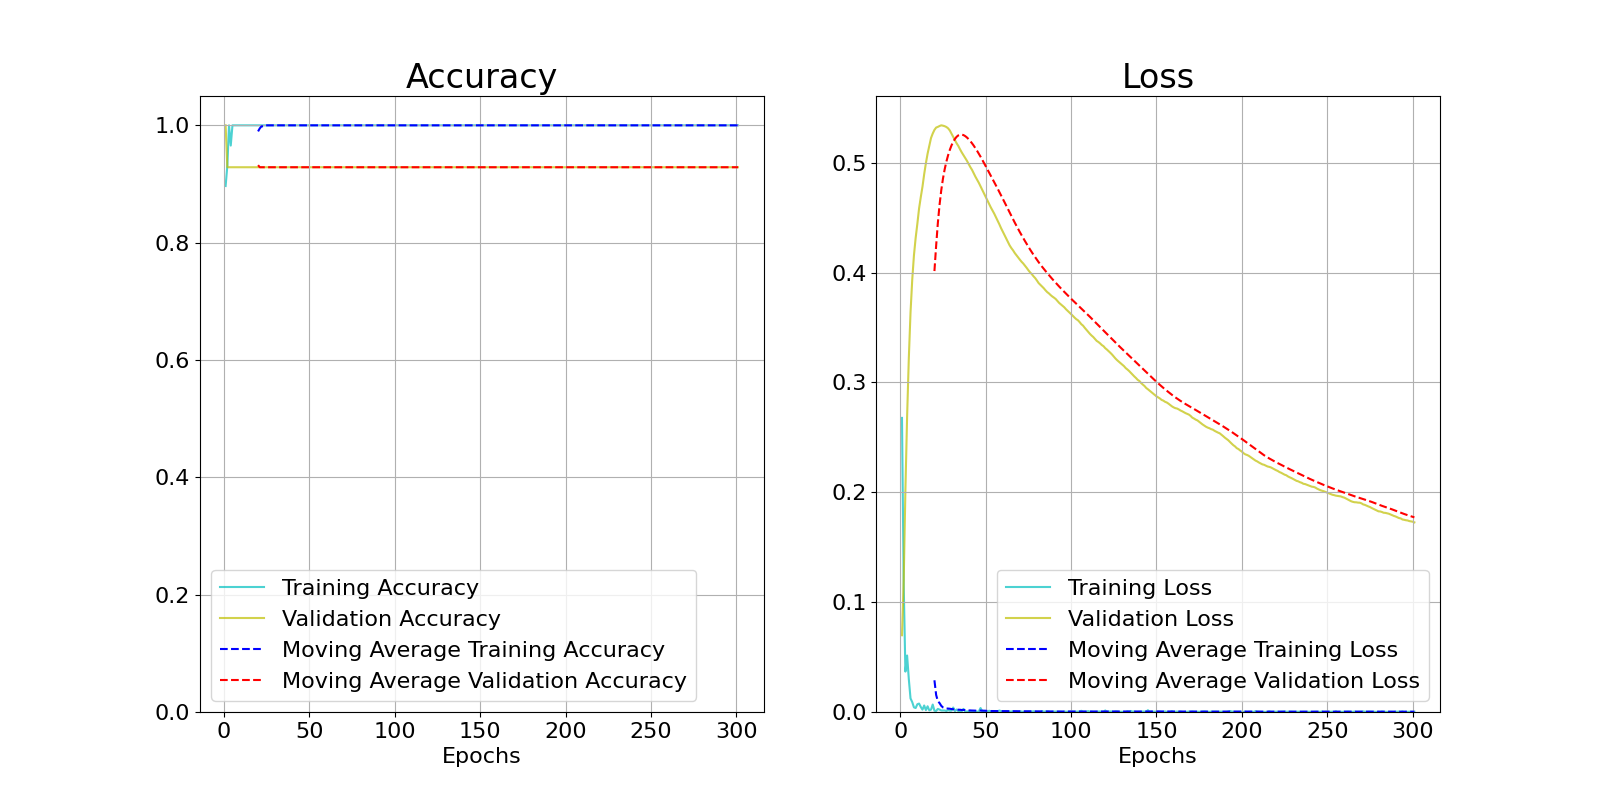 Accuracy
1.0
0.8
0.6
0.4
0.2
0.0
Training Accuracy
Validation Accuracy
Moving Average Training Accuracy
Moving Average Validation Accuracy
0 50 100 150 200 250 300
Epochs
Loss
0.5
0.4
0.3
0.2
0.1
0.0
Training Loss
Validation Loss
Moving Average Training Loss
Moving Average Validation Loss
0 50 100 150 200 250 300
Epochs